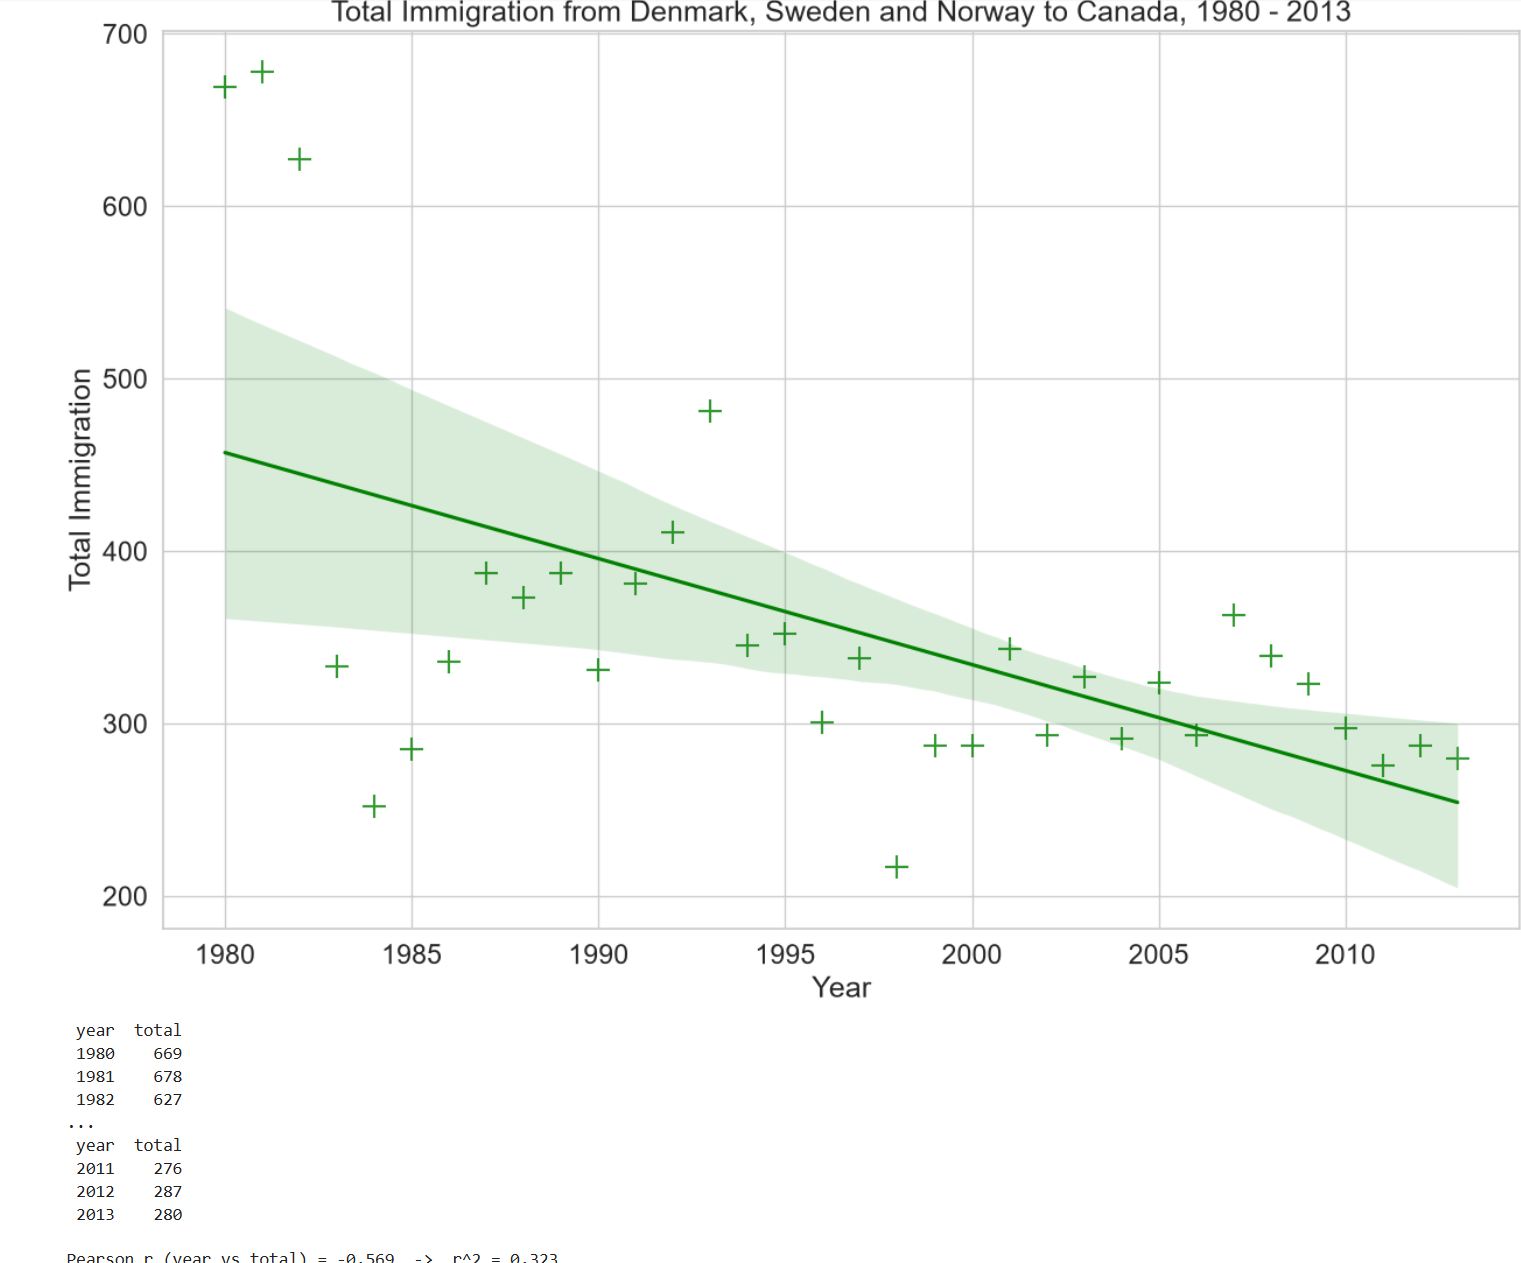 Total Immigration from Denmark, Sweden and Norway to Canada, 1980 - 2013
700
600
500
400
300
200
Total Immigration
1980 1985 1990 1995 2000 2005 2010
Year
year total
1980 669
1981 678
1982 627
...
year total
2011 276
2012 287
2013 280
Pearson r (year vs total) = -0.569 -> r^2 = 0.323